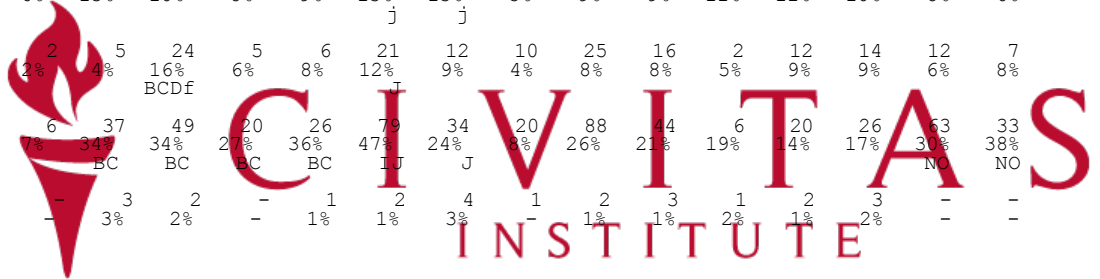 j j
2 5 24 5 6 21 12 10 25 16 2 12 14 12 7
2% 4% 16% 6% 8% 12% 9% 4% 8% 8% 5% 9% 9% 6% 8%
BCDf J
CIVITAS
6 37 49 20 26 79 34 20 88 44 6 20 26 63 33
7% 34% 34% 27% 36% 47% 24% 8% 26% 21% 19% 14% 17% 30% 38%
BC BC BC BC IJ J NO NO
- 3 2 - 1 2 4 1 2 3 1 2 3 - -
- 3% 2% - 1% 1% 3% - 1% 1% 2% 1% 2% - -
INSTITUTE